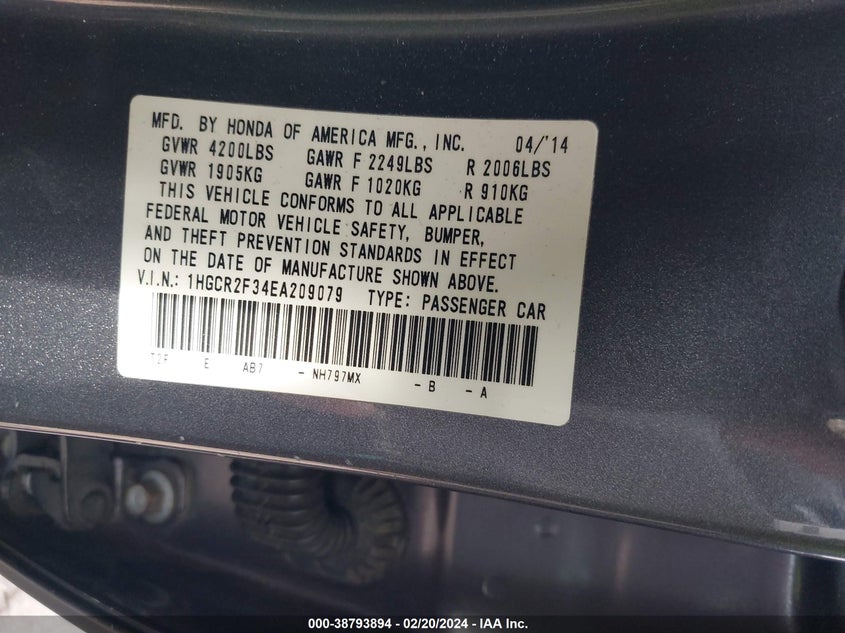 MFD. BY HONDA OF AMERICA MFG., INC. 04/'14
GVWR 4200LBS GAWR F 2249LBS R 2006LBS
GVWR 1905KG GAWR F 1020KG R 910KG
THIS VEHICLE CONFORMS TO ALL APPLICABLE
FEDERAL MOTOR VEHICLE SAFETY, BUMPER,
AND THEFT PREVENTION STANDARDS IN EFFECT
ON THE DATE OF MANUFACTURE SHOWN ABOVE.
V.I.N.: 1HGCR2F34EA209079 TYPE: PASSENGER CAR
T2F E AB7 - NH797MX - B - A
000-38793894 - 02/20/2024 - IAA Inc.